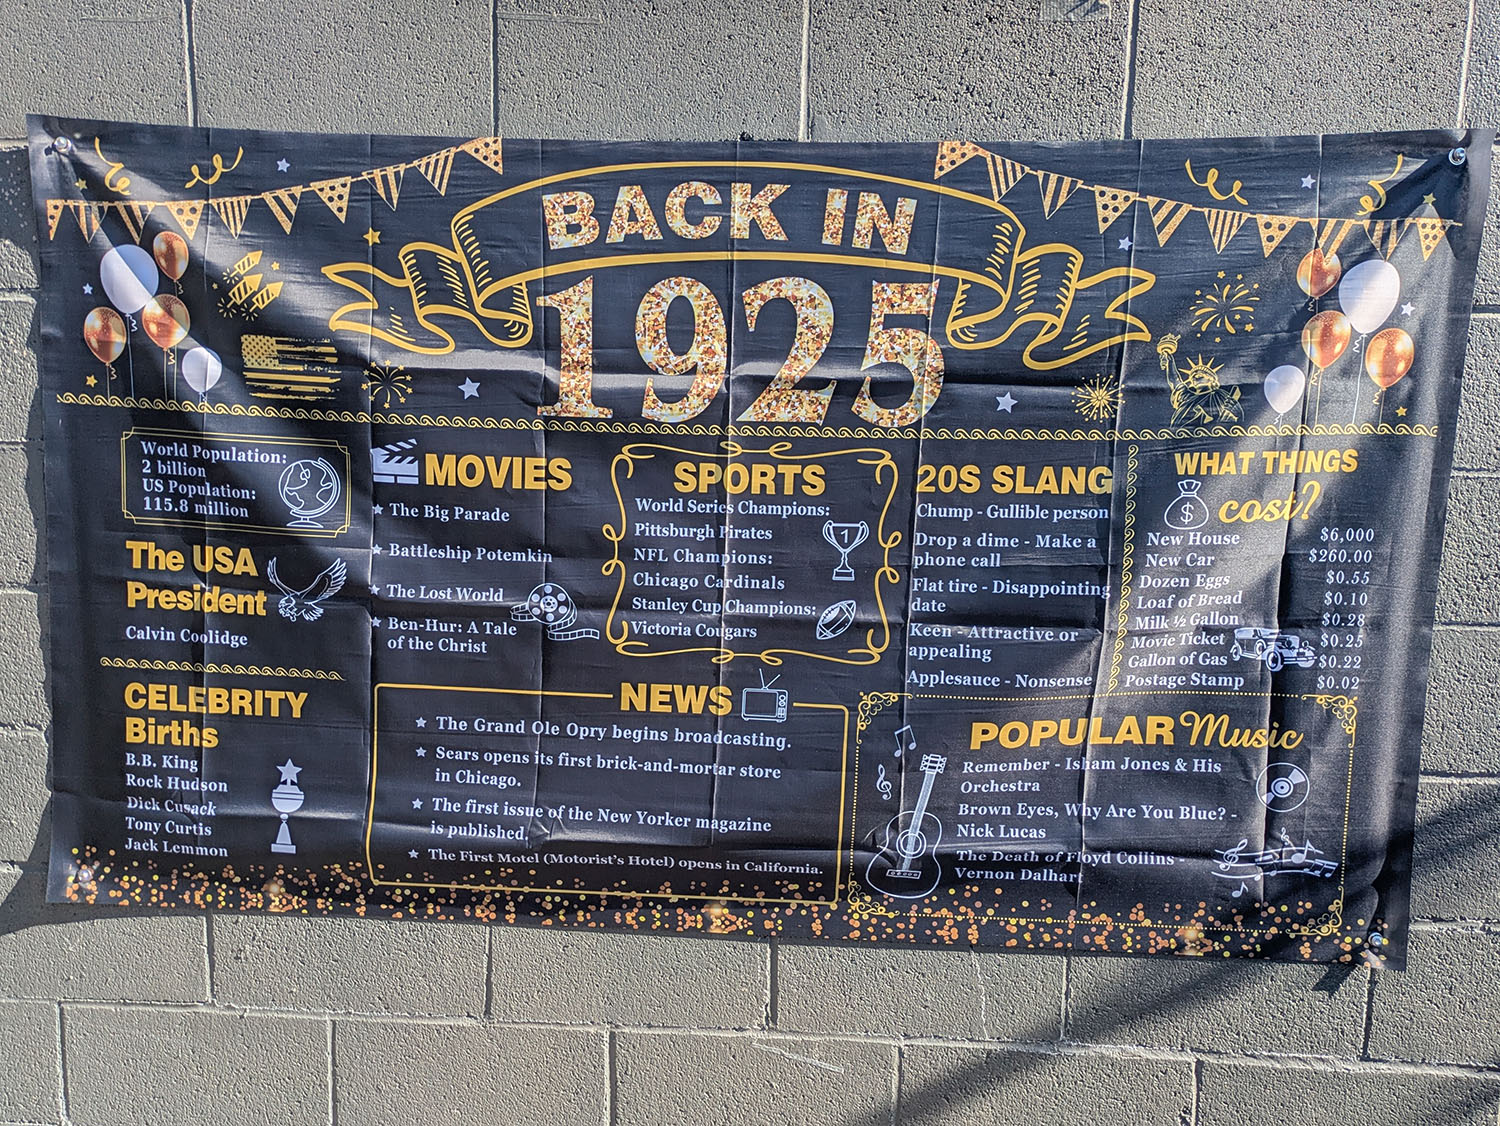 BACK IN
1925
World Population:
2 billion
US Population:
115.8 million
The USA
President
Calvin Coolidge
CELEBRITY
Births
B.B. King
Rock Hudson
Dick Cusack
Tony Curtis
Jack Lemmon
MOVIES
The Big Parade
Battleship Potemkin
The Lost World
Ben-Hur: A Tale
of the Christ
SPORTS
World Series Champions:
Pittsburgh Pirates
NFL Champions:
Chicago Cardinals
Stanley Cup Champions:
Victoria Cougars
1
NEWS
The Grand Ole Opry begins broadcasting.
Sears opens its first brick-and-mortar store
in Chicago.
The first issue of the New Yorker magazine
is published.
The First Motel (Motorist's Hotel) opens in California.
20S SLANG
Chump - Gullible person
Drop a dime - Make a
phone call
Flat tire - Disappointing
date
Keen - Attractive or
appealing
Applesauce - Nonsense
WHAT THINGS
cost?
$
New House $6,000
New Car $260.00
Dozen Eggs $0.55
Loaf of Bread $0.10
Milk ½ Gallon $0.28
Movie Ticket $0.25
Gallon of Gas $0.22
Postage Stamp $0.02
POPULAR Music
Remember - Isham Jones & His
Orchestra
Brown Eyes, Why Are You Blue? -
Nick Lucas
The Death of Floyd Collins -
Vernon Dalhart